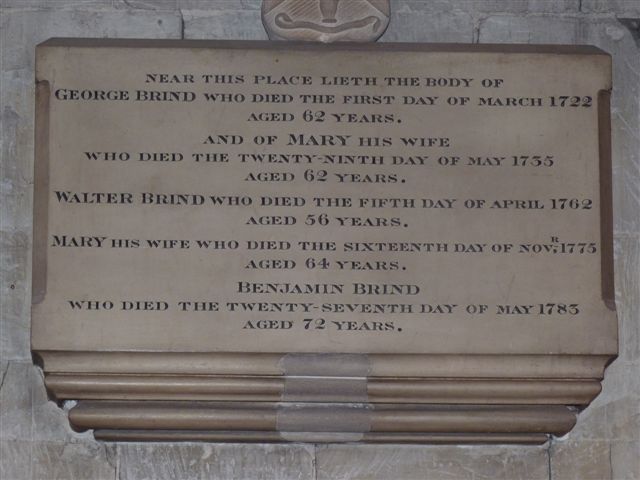 NEAR THIS PLACE LIETH THE BODY OF
GEORGE BRIND WHO DIED THE FIRST DAY OF MARCH 1722
AGED 62 YEARS.
AND OF MARY HIS WIFE
WHO DIED THE TWENTY-NINTH DAY OF MAY 1735
AGED 62 YEARS.
WALTER BRIND WHO DIED THE FIFTH DAY OF APRIL 1762
AGED 56 YEARS.
MARY HIS WIFE WHO DIED THE SIXTEENTH DAY OF NOVR, 1775
AGED 64 YEARS.
BENJAMIN BRIND
WHO DIED THE TWENTY-SEVENTH DAY OF MAY 1783
AGED 72 YEARS.